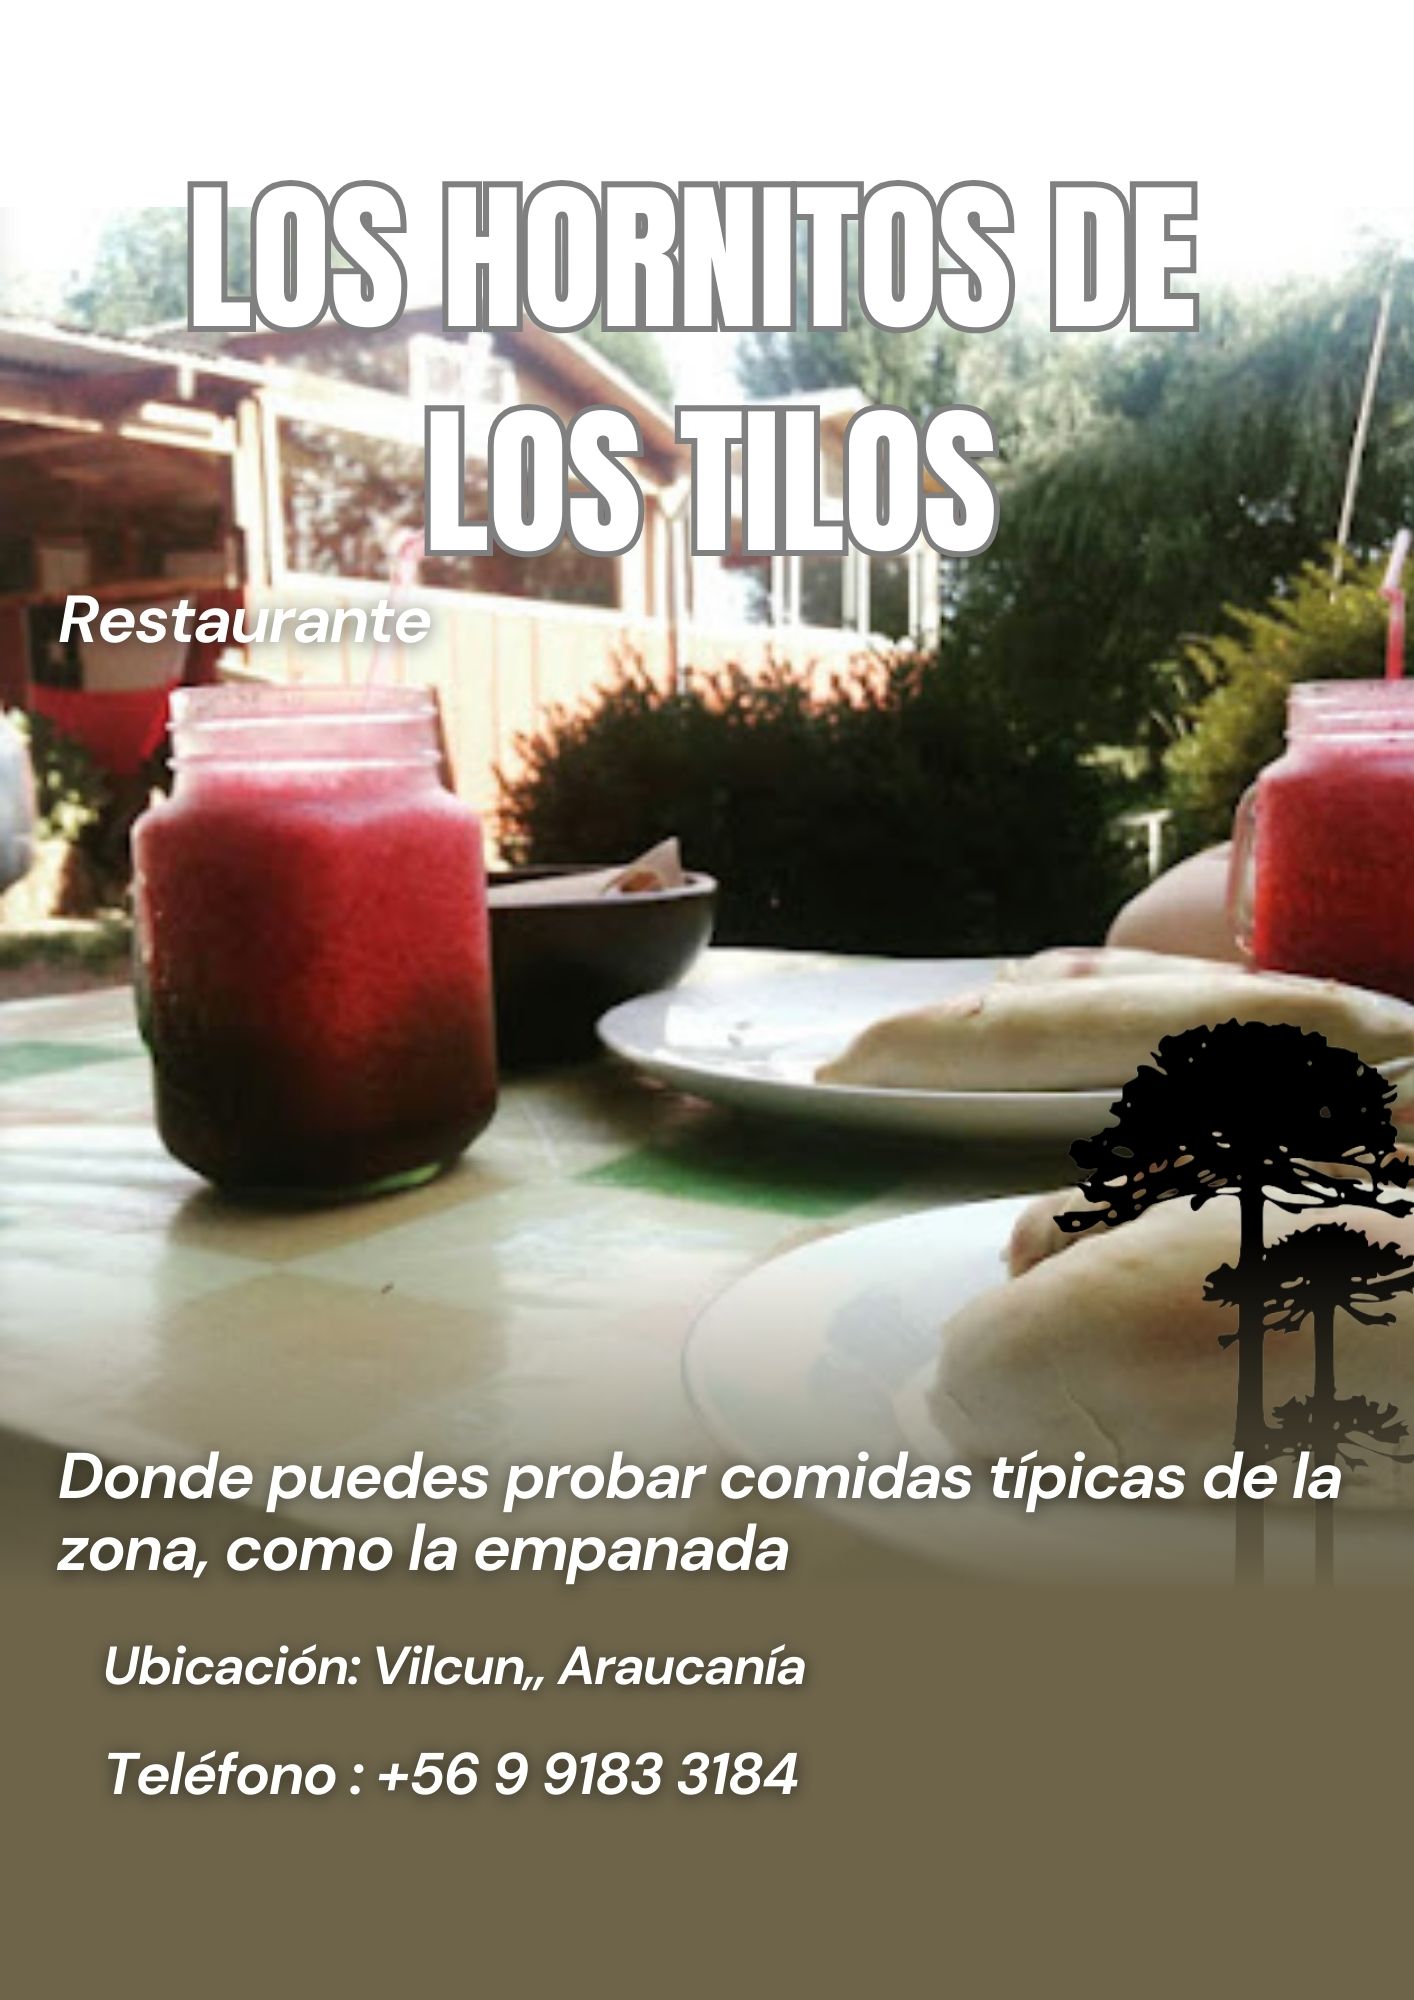 LOS HORNITOS DE
LOS TILOS
Restaurante
Donde puedes probar comidas típicas de la
zona, como la empanada
Ubicación: Vilcun,, Araucanía
Teléfono : +56 9 9183 3184